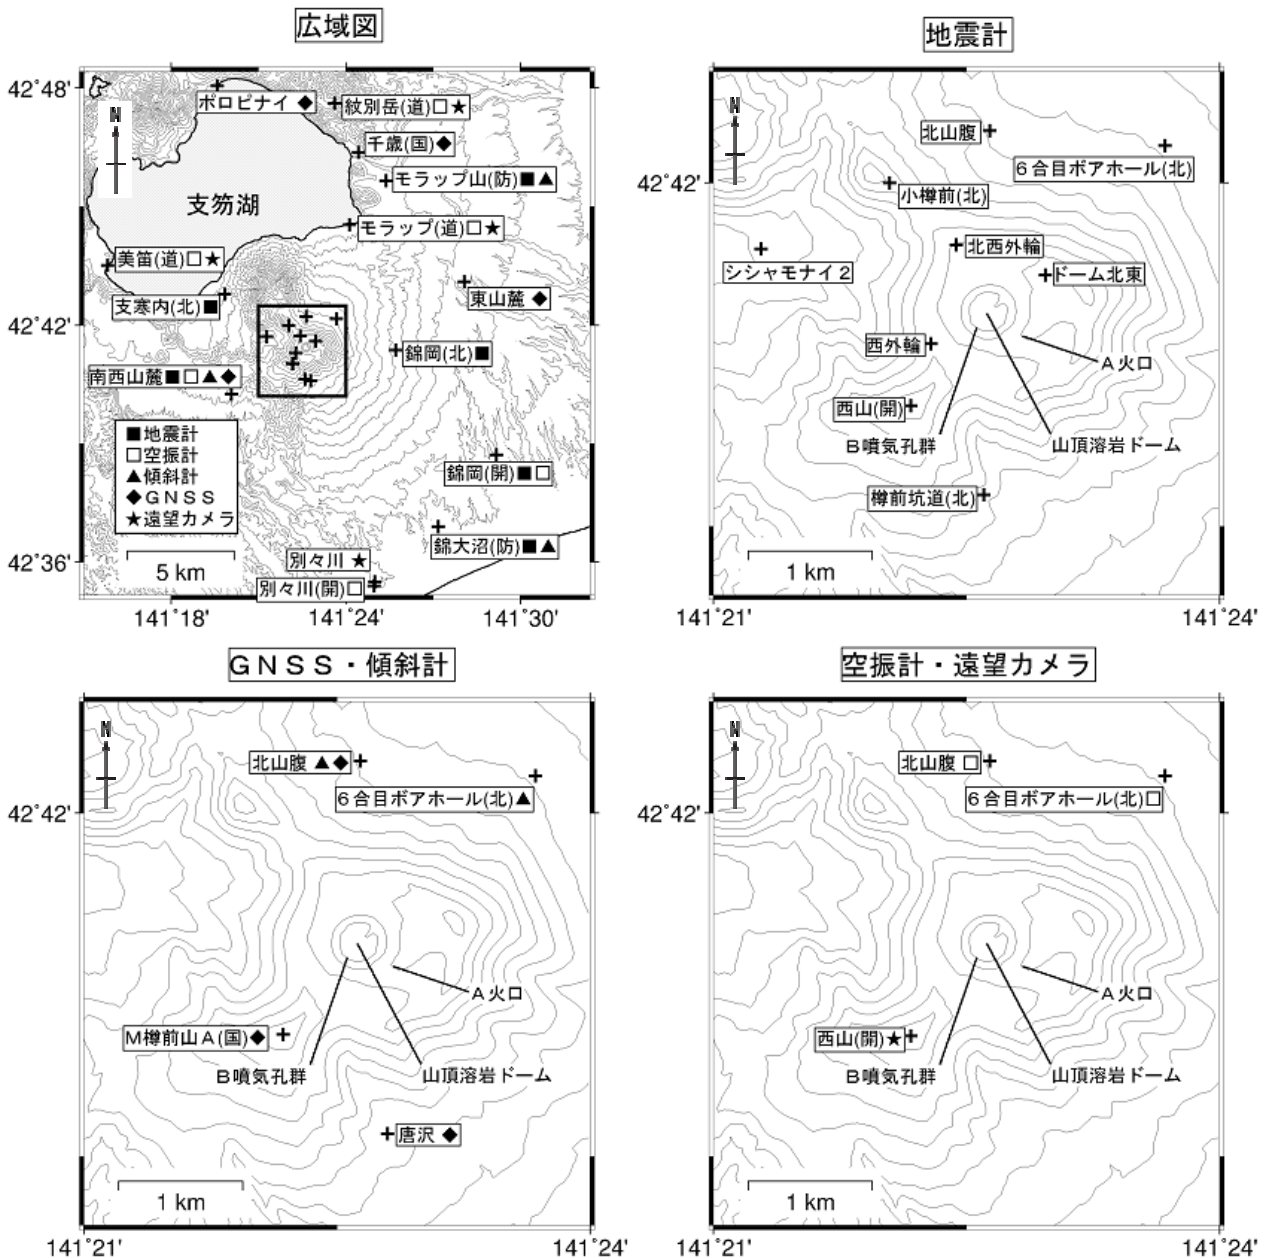 広域図
42°48'
42°42'
42°36'
141°18'
141°24'
141°30'
N
ポロピナイ ◆
紋別岳(道)□★
千歳(国)◆
モラップ山(防)■▲
支笏湖
モラップ(道)□★
美笛(道)□★
支寒内(北)■
東山麓 ◆
錦岡(北)■
南西山麓■□▲◆
■地震計
□空振計
▲傾斜計
◆GNSS
★遠望カメラ
錦岡(開)■□
錦大沼(防)■▲
別々川 ★
別々川(開)□
5 km
地震計
N
42°42'
北山腹
6合目ボアホール(北)
小樽前(北)
北西外輪
シシャモナイ2
ドーム北東
西外輪
A火口
西山(開)
B噴気孔群
山頂溶岩ドーム
樽前坑道(北)
1 km
141°21'
141°24'
GNSS・傾斜計
N
42°42'
北山腹 ▲◆
6合目ボアホール(北)▲
A火口
M樽前山A(国)◆
B噴気孔群
山頂溶岩ドーム
唐沢 ◆
1 km
141°21'
141°24'
空振計・遠望カメラ
N
42°42'
北山腹 □
6合目ボアホール(北)□
A火口
西山(開)★
B噴気孔群
山頂溶岩ドーム
1 km
141°21'
141°24'